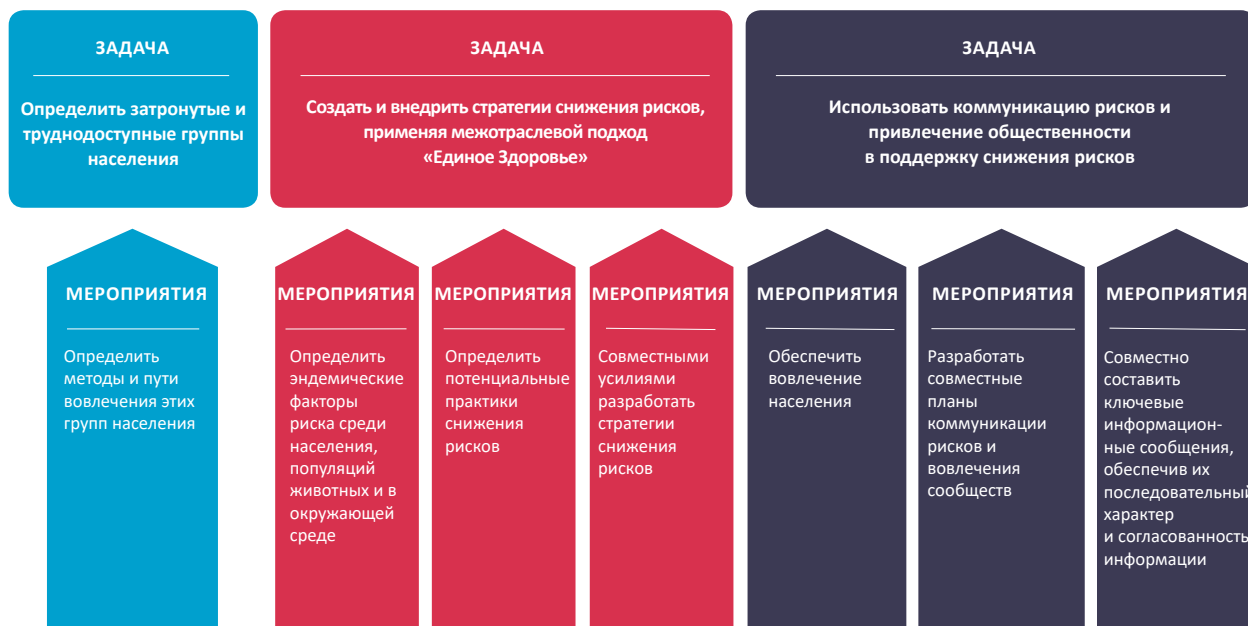 ЗАДАЧА
Определить затронутые и
труднодоступные группы
населения
ЗАДАЧА
Создать и внедрить стратегии снижения рисков,
применяя межотраслевой подход
«Единое Здоровье»
ЗАДАЧА
Использовать коммуникацию рисков и
привлечение общественности
в поддержку снижения рисков
МЕРОПРИЯТИЯ
Определить
методы и пути
вовлечения этих
групп населения
МЕРОПРИЯТИЯ
Определить
эндемические
факторы
риска среди
населения,
популяций
животных и в
окружающей
среде
МЕРОПРИЯТИЯ
Определить
потенциальные
практики
снижения
рисков
МЕРОПРИЯТИЯ
Совместными
усилиями
разработать
стратегии
снижения
рисков
МЕРОПРИЯТИЯ
Обеспечить
вовлечение
населения
МЕРОПРИЯТИЯ
Разработать
совместные
планы
коммуникации
рисков и
вовлечения
сообществ
МЕРОПРИЯТИЯ
Совместно
составить
ключевые
информацион-
ные сообщения,
обеспечив их
последовательный
характер
и согласованность
информации